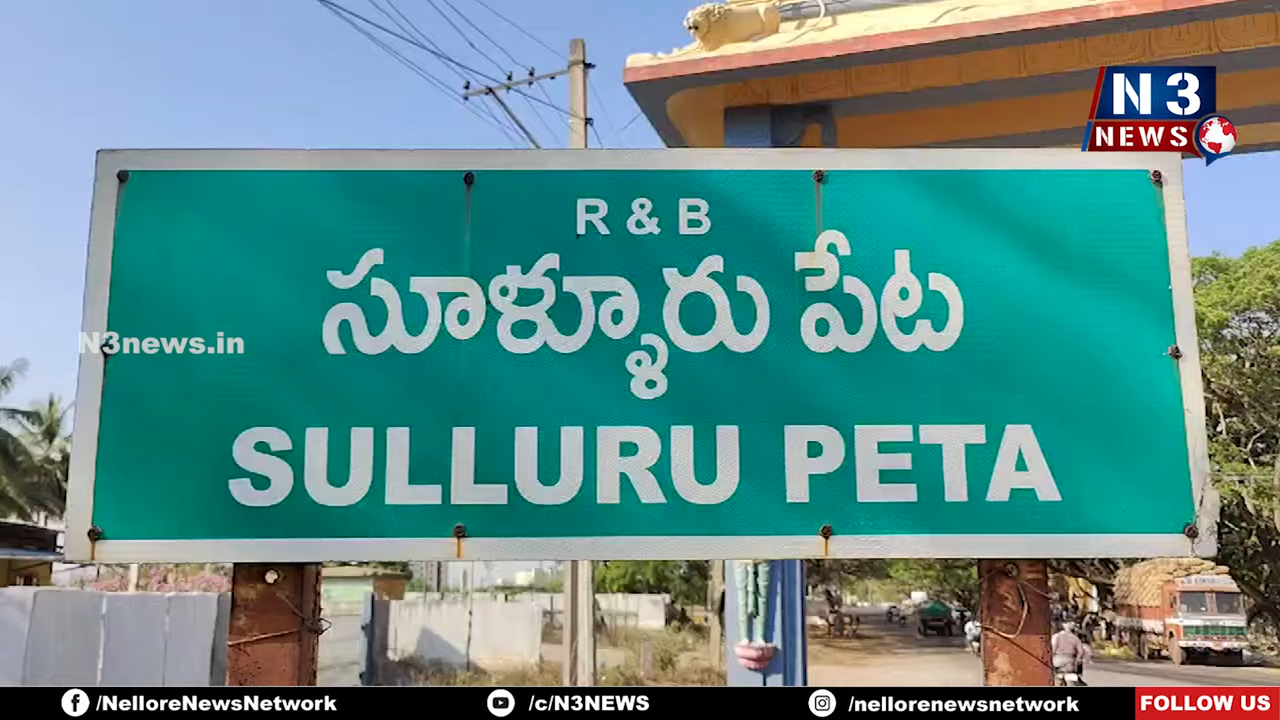 N3
NEWS
R & B
సూళ్ళూరు పేట
N3news.in
SULLURU PETA
/NelloreNewsNetwork
/c/N3NEWS
/nellorenewsnetwork
FOLLOW US